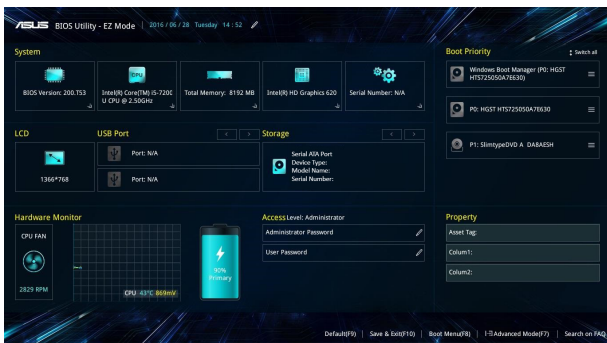 ASUS BIOS Utility - EZ Mode 2016 / 06 / 28 Tuesday 14 : 52
System
BIOS Version: 200.T53
Intel(R) Core(TM) i5-7200
U CPU @ 2.50GHz
Total Memory: 8192 MB
Intel(R) HD Graphics 620
Serial Number: N/A
CPU
Boot Priority
Switch all
Windows Boot Manager (P0: HGST
HTS725050A7E630)
P0: HGST HTS725050A7E630
P1: SlimtypeDVD A DA8AESH
LCD
1366*768
USB Port
Port: N/A
Port: N/A
Storage
Serial ATA Port
Device Type:
Model Name:
Serial Number:
Hardware Monitor
CPU FAN
2829 RPM
CPU 43°C 869mV
90%
Primary
Access Level: Administrator
Administrator Password
User Password
Property
Asset Tag:
Colum1:
Colum2:
Default(F9) | Save & Exit(F10) | Boot Menu(F8) | Advanced Mode(F7) | Search on FAQ